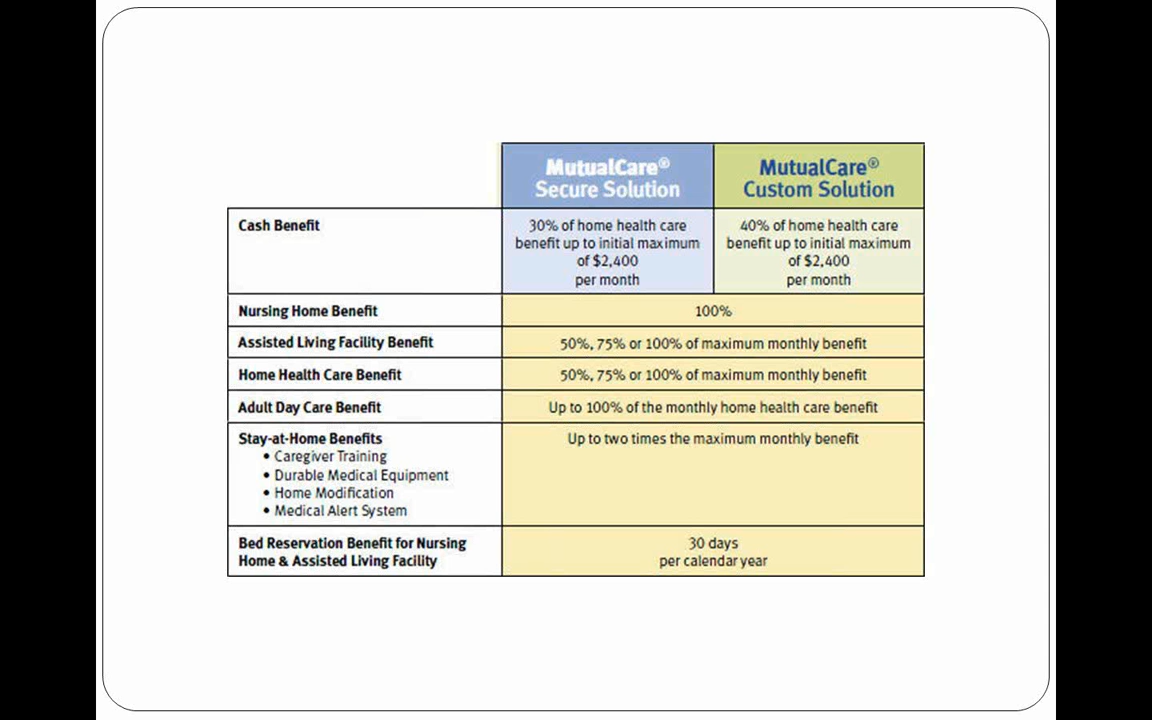 MutualCare®
Secure Solution
MutualCare®
Custom Solution
Cash Benefit
30% of home health care
benefit up to initial maximum
of $2,400
per month
40% of home health care
benefit up to initial maximum
of $2,400
per month
Nursing Home Benefit
100%
Assisted Living Facility Benefit
50%, 75% or 100% of maximum monthly benefit
Home Health Care Benefit
50%, 75% or 100% of maximum monthly benefit
Adult Day Care Benefit
Up to 100% of the monthly home health care benefit
Stay-at-Home Benefits
• Caregiver Training
• Durable Medical Equipment
• Home Modification
• Medical Alert System
Up to two times the maximum monthly benefit
Bed Reservation Benefit for Nursing
Home & Assisted Living Facility
30 days
per calendar year